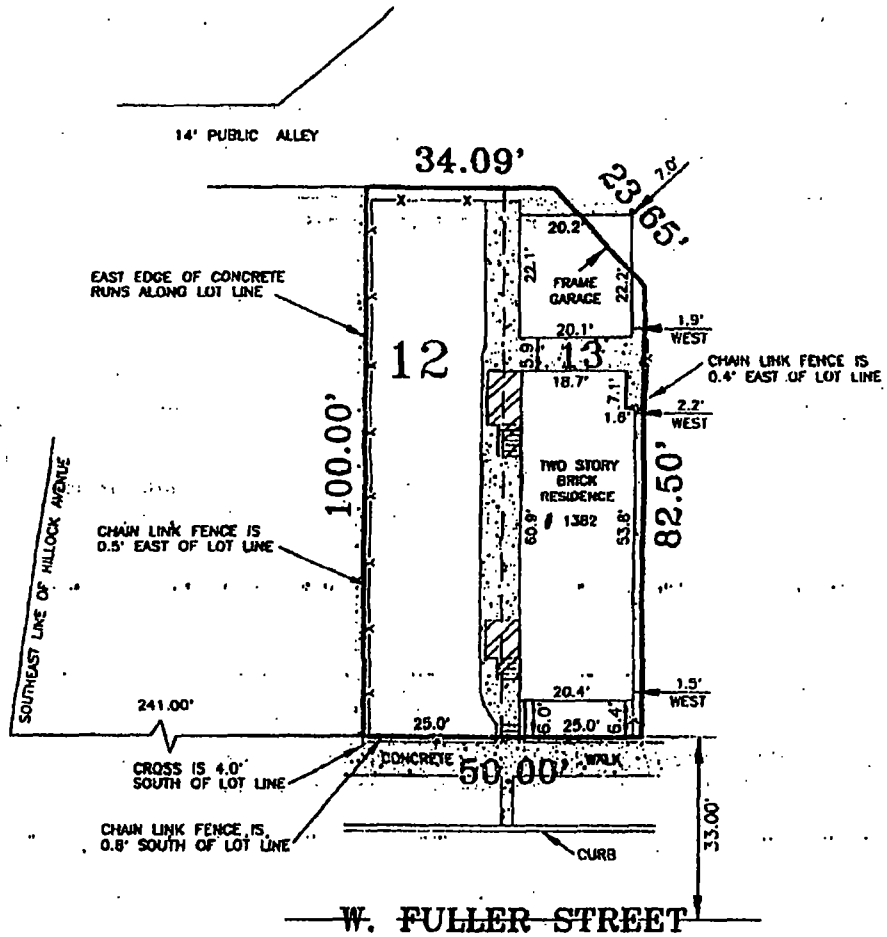 14' PUBLIC ALLEY
34.09'
23.65'
7.0'
20.2'
22.1'
FRAME
GARAGE
22.2'
EAST EDGE OF CONCRETE
RUNS ALONG LOT LINE
20.1'
1.9'
WEST
12
5.9
13
CHAIN LINK FENCE IS
0.4' EAST OF LOT LINE
18.7'
7.1'
1.6'
2.2'
WEST
100.00'
SOUTHEAST LINE OF HILLOCK AVENUE
TWO STORY
BRICK
RESIDENCE
# 1382
60.9'
53.8'
82.50'
CHAIN LINK FENCE IS
0.5' EAST OF LOT LINE
20.4'
1.5'
WEST
241.00'
25.0'
6.0'
25.0'
6.4'
CROSS IS 4.0'
SOUTH OF LOT LINE
CONCRETE
50.00'
WALK
CHAIN LINK FENCE IS
0.8' SOUTH OF LOT LINE
33.00'
CURB
W. FULLER STREET